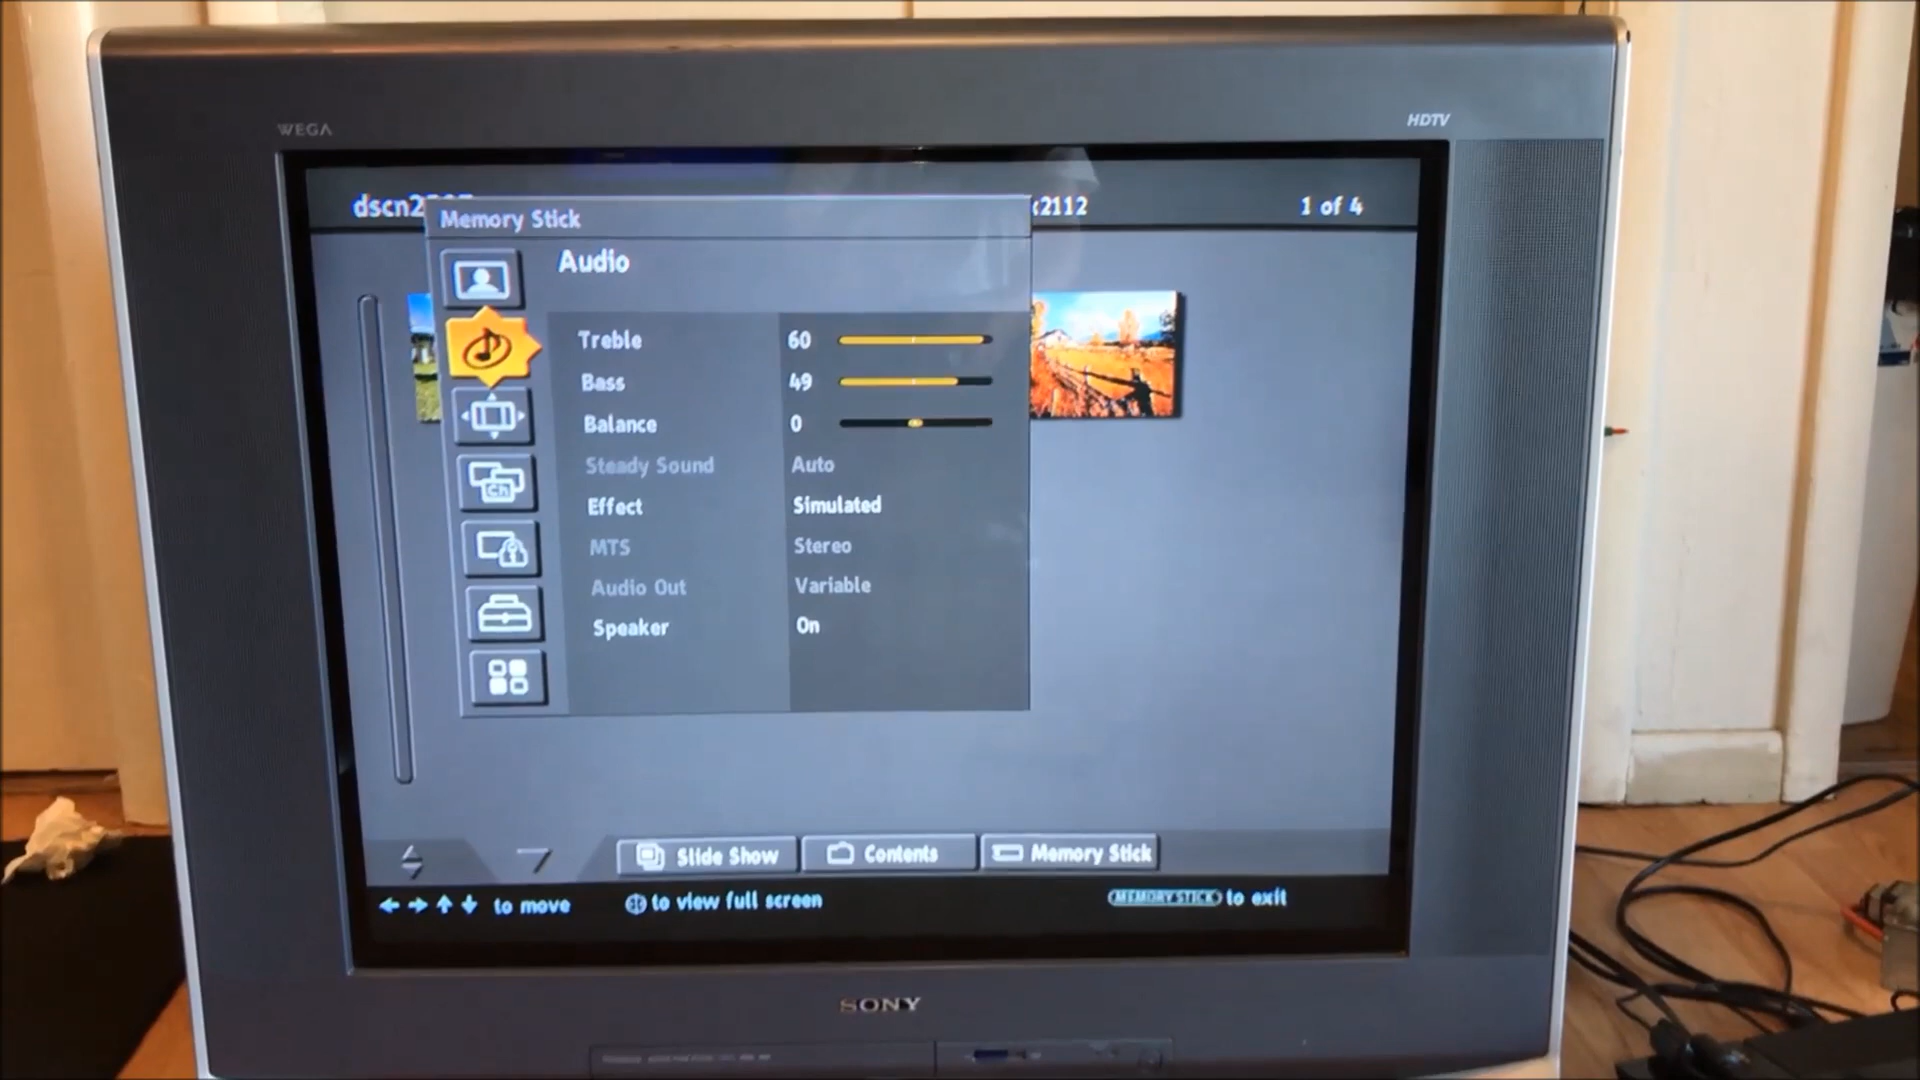 WEGA
HDTV
dscn2
x2112
1 of 4
Memory Stick
Audio
Treble 60
Bass 49
Balance 0
Steady Sound Auto
Effect Simulated
MTS Stereo
Audio Out Variable
Speaker On
Ch
Slide Show Contents Memory Stick
to move to view full screen MEMORY STICK to exit
SONY